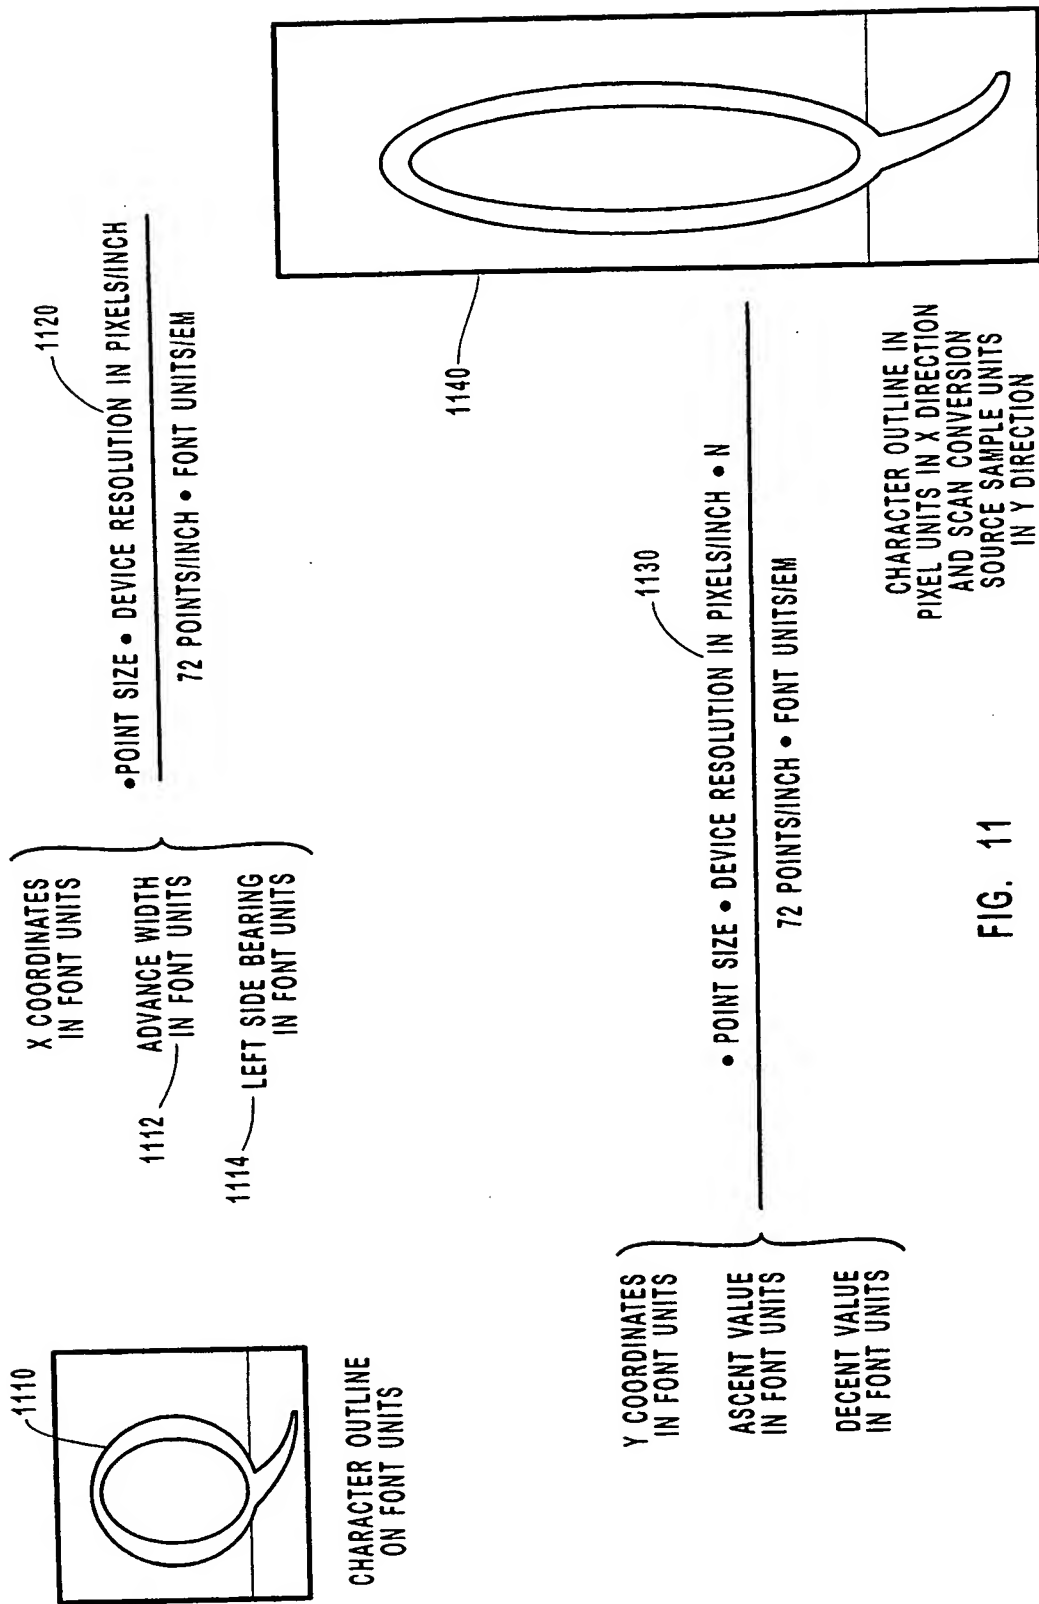 1110
CHARACTER OUTLINE
ON FONT UNITS
X COORDINATES
IN FONT UNITS
ADVANCE WIDTH
IN FONT UNITS
1112
1114
LEFT SIDE BEARING
IN FONT UNITS
•POINT SIZE • DEVICE RESOLUTION IN PIXELS/INCH
72 POINTS/INCH • FONT UNITS/EM
1120
Y COORDINATES
IN FONT UNITS
ASCENT VALUE
IN FONT UNITS
DECENT VALUE
IN FONT UNITS
• POINT SIZE • DEVICE RESOLUTION IN PIXELS/INCH • N
72 POINTS/INCH • FONT UNITS/EM
1130
1140
CHARACTER OUTLINE IN
PIXEL UNITS IN X DIRECTION
AND SCAN CONVERSION
SOURCE SAMPLE UNITS
IN Y DIRECTION
FIG. 11